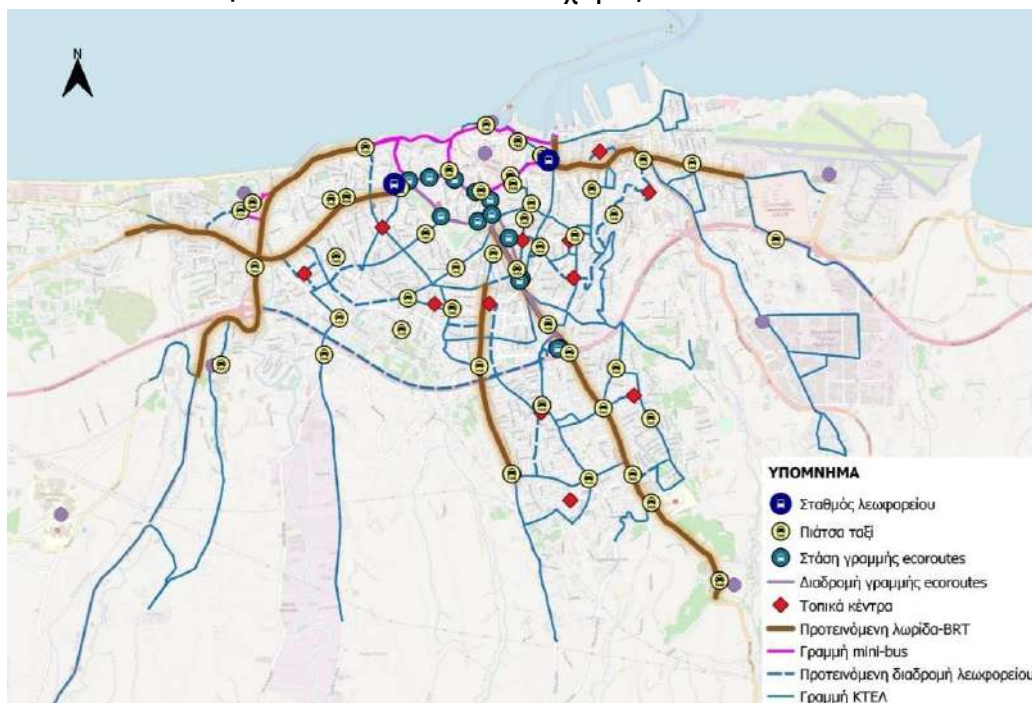 N
ΥΠΟΜΝΗΜΑ
Σταθμός λεωφορείου
Πιάτσα ταξί
Στάση γραμμής ecoroutes
Διαδρομή γραμμής ecoroutes
Τοπικά κέντρα
Προτεινόμενη λωρίδα-BRT
Γραμμή mini-bus
Προτεινόμενη διαδρομή λεωφορείου
Γραμμή ΚΤΕΛ